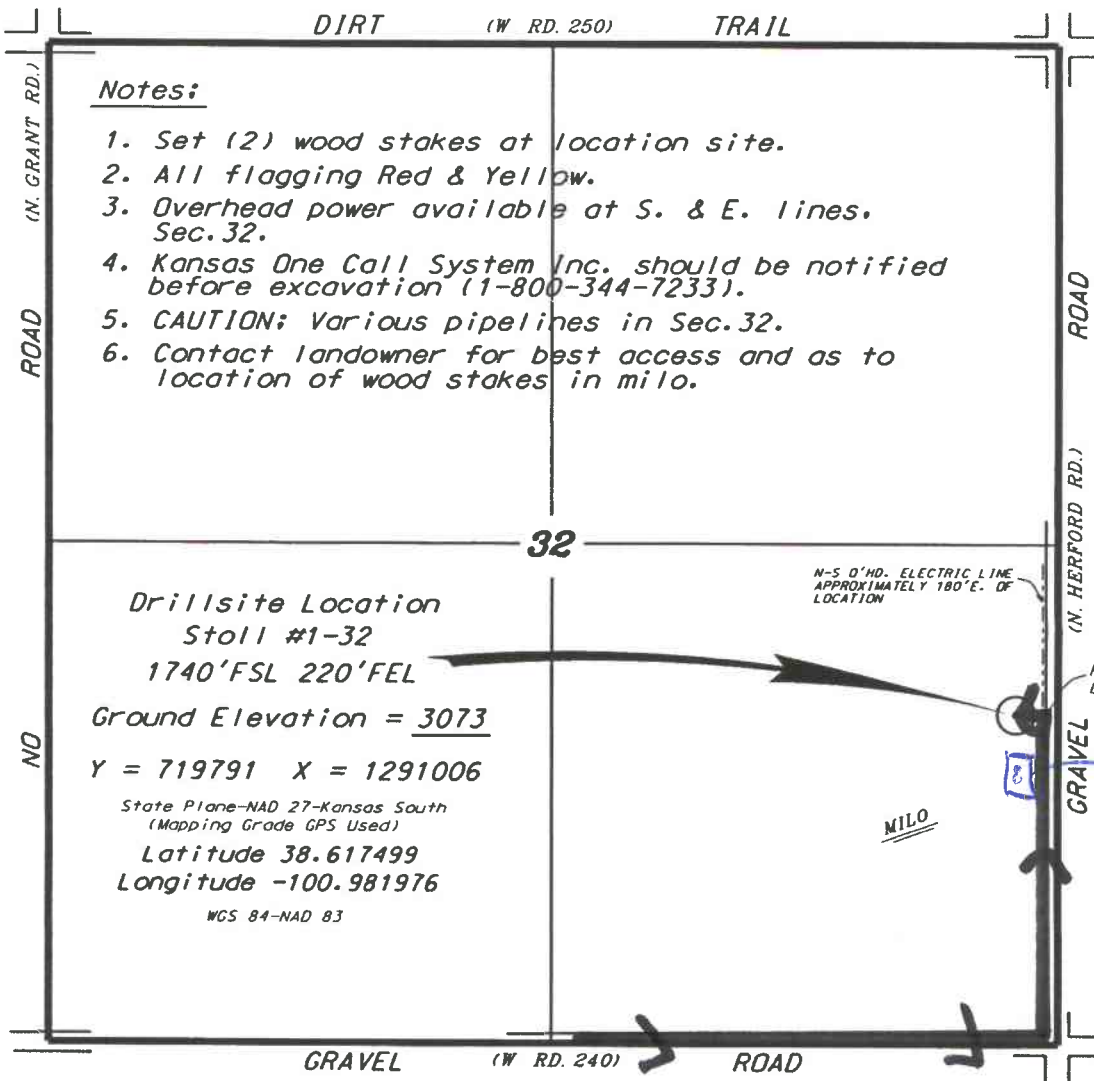 DIRT (W RD. 250) TRAIL
(N. GRANT RD.)
ROAD
NO
Notes:
1. Set (2) wood stakes at location site.
2. All flagging Red & Yellow.
3. Overhead power available at S. & E. lines.
Sec. 32.
4. Kansas One Call System Inc. should be notified
before excavation (1-800-344-7233).
5. CAUTION: Various pipelines in Sec. 32.
6. Contact landowner for best access and as to
location of wood stakes in milo.
ROAD
(N. HERFORD RD.)
GRAVEL
32
N-S O'HD. ELECTRIC LINE
APPROXIMATELY 180'E. OF
LOCATION
Drillsite Location
Stoll #1-32
1740'FSL 220'FEL
Ground Elevation = 3073
Y = 719791 X = 1291006
State Plane-NAD 27-Kansas South
(Mapping Grade GPS Used)
Latitude 38.617499
Longitude -100.981976
WGS 84-NAD 83
MILO
GRAVEL (W RD. 240) ROAD